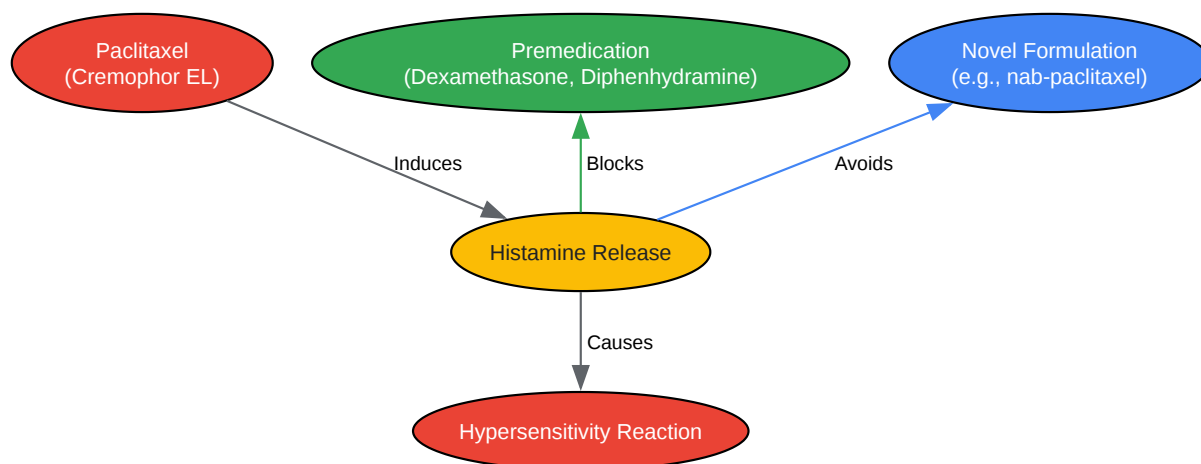 Paclitaxel
(Cremophor EL)
Premedication
(Dexamethasone, Diphenhydramine)
Novel Formulation
(e.g., nab-paclitaxel)
Induces
Blocks
Avoids
Histamine Release
Causes
Hypersensitivity Reaction